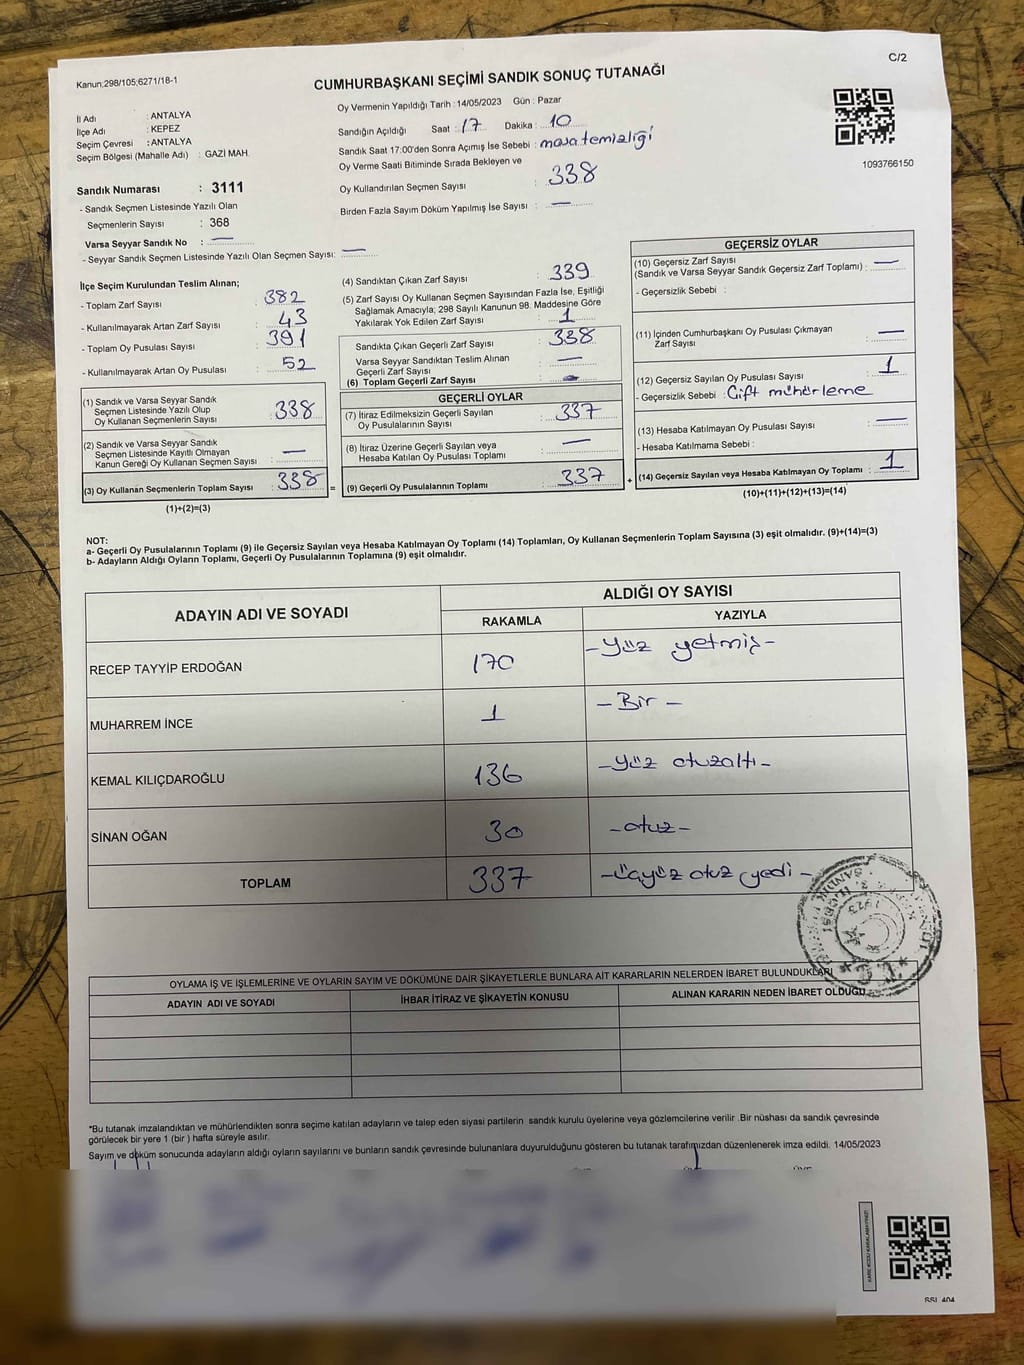 Kanun;298/105;6271/18-1
C/2
CUMHURBAŞKANI SEÇİMİ SANDIK SONUÇ TUTANAĞI
İl Adı : ANTALYA
İlçe Adı : KEPEZ
Seçim Çevresi : ANTALYA
Seçim Bölgesi (Mahalle Adı) : GAZİ MAH.
Oy Vermenin Yapıldığı Tarih : 14/05/2023 Gün : Pazar
Sandığın Açıldığı Saat : 17 Dakika : 10
Sandık Saat 17:00'den Sonra Açımış İse Sebebi : masa temizliği
Oy Verme Saati Bitiminde Sırada Bekleyen ve
Oy Kullandırılan Seçmen Sayısı : 338
Birden Fazla Sayım Döküm Yapılmış İse Sayısı : —
1093766150
Sandık Numarası : 3111
- Sandık Seçmen Listesinde Yazılı Olan
Seçmenlerin Sayısı : 368
Varsa Seyyar Sandık No : —
- Seyyar Sandık Seçmen Listesinde Yazılı Olan Seçmen Sayısı: —
İlçe Seçim Kurulundan Teslim Alınan;
- Toplam Zarf Sayısı : 382
- Kullanılmayarak Artan Zarf Sayısı : 43
- Toplam Oy Pusulası Sayısı : 391
- Kullanılmayarak Artan Oy Pusulası : 52
(1) Sandık ve Varsa Seyyar Sandık
Seçmen Listesinde Yazılı Olup
Oy Kullanan Seçmenlerin Sayısı : 338
(2) Sandık ve Varsa Seyyar Sandık
Seçmen Listesinde Kayıtlı Olmayan
Kanun Gereği Oy Kullanan Seçmen Sayısı : —
(3) Oy Kullanan Seçmenlerin Toplam Sayısı : 338 =
(1)+(2)=(3)
(4) Sandıktan Çıkan Zarf Sayısı : 339
(5) Zarf Sayısı Oy Kullanan Seçmen Sayısından Fazla İse, Eşitliği
Sağlamak Amacıyla; 298 Sayılı Kanunun 98. Maddesine Göre
Yakılarak Yok Edilen Zarf Sayısı : 1
Sandıkta Çıkan Geçerli Zarf Sayısı : 338
Varsa Seyyar Sandıktan Teslim Alınan
Geçerli Zarf Sayısı : —
(6) Toplam Geçerli Zarf Sayısı :
GEÇERLİ OYLAR
(7) İtiraz Edilmeksizin Geçerli Sayılan
Oy Pusulalarının Sayısı : 337
(8) İtiraz Üzerine Geçerli Sayılan veya
Hesaba Katılan Oy Pusulası Toplamı : —
(9) Geçerli Oy Pusulalarının Toplamı : 337 +
GEÇERSİZ OYLAR
(10) Geçersiz Zarf Sayısı
(Sandık ve Varsa Seyyar Sandık Geçersiz Zarf Toplamı) : —
- Geçersizlik Sebebi :
(11) İçinden Cumhurbaşkanı Oy Pusulası Çıkmayan
Zarf Sayısı : —
(12) Geçersiz Sayılan Oy Pusulası Sayısı : 1
- Geçersizlik Sebebi : Çift mühürleme
(13) Hesaba Katılmayan Oy Pusulası Sayısı : —
- Hesaba Katılmama Sebebi :
(14) Geçersiz Sayılan veya Hesaba Katılmayan Oy Toplamı : 1
(10)+(11)+(12)+(13)=(14)
NOT:
a- Geçerli Oy Pusulalarının Toplamı (9) ile Geçersiz Sayılan veya Hesaba Katılmayan Oy Toplamı (14) Toplamları, Oy Kullanan Seçmenlerin Toplam Sayısına (3) eşit olmalıdır. (9)+(14)=(3)
b- Adayların Aldığı Oyların Toplamı, Geçerli Oy Pusulalarının Toplamına (9) eşit olmalıdır.
ADAYIN ADI VE SOYADI
ALDIĞI OY SAYISI
RAKAMLA YAZIYLA
RECEP TAYYİP ERDOĞAN 170 -Yüz yetmiş-
MUHARREM İNCE 1 -Bir-
KEMAL KILIÇDAROĞLU 136 -Yüz otuzaltı-
SİNAN OĞAN 30 -otuz-
TOPLAM 337 -üçyüz otuz yedi-
OYLAMA İŞ VE İŞLEMLERİNE VE OYLARIN SAYIM VE DÖKÜMÜNE DAİR ŞİKAYETLERLE BUNLARA AİT KARARLARIN NELERDEN İBARET BULUNDUKLARI
ADAYIN ADI VE SOYADI İHBAR İTİRAZ VE ŞİKAYETİN KONUSU ALINAN KARARIN NEDEN İBARET OLDUĞU
*Bu tutanak imzalandıktan ve mühürlendikten sonra seçime katılan adayların ve talep eden siyasi partilerin sandık kurulu üyelerine veya gözlemcilerine verilir .Bir nüshası da sandık çevresinde
görülecek bir yere 1 (bir ) hafta süreyle asılır.
Sayım ve döküm sonucunda adayların aldığı oyların sayılarını ve bunların sandık çevresinde bulunanlara duyurulduğunu gösteren bu tutanak tarafımızdan düzenlenerek imza edildi. 14/05/2023